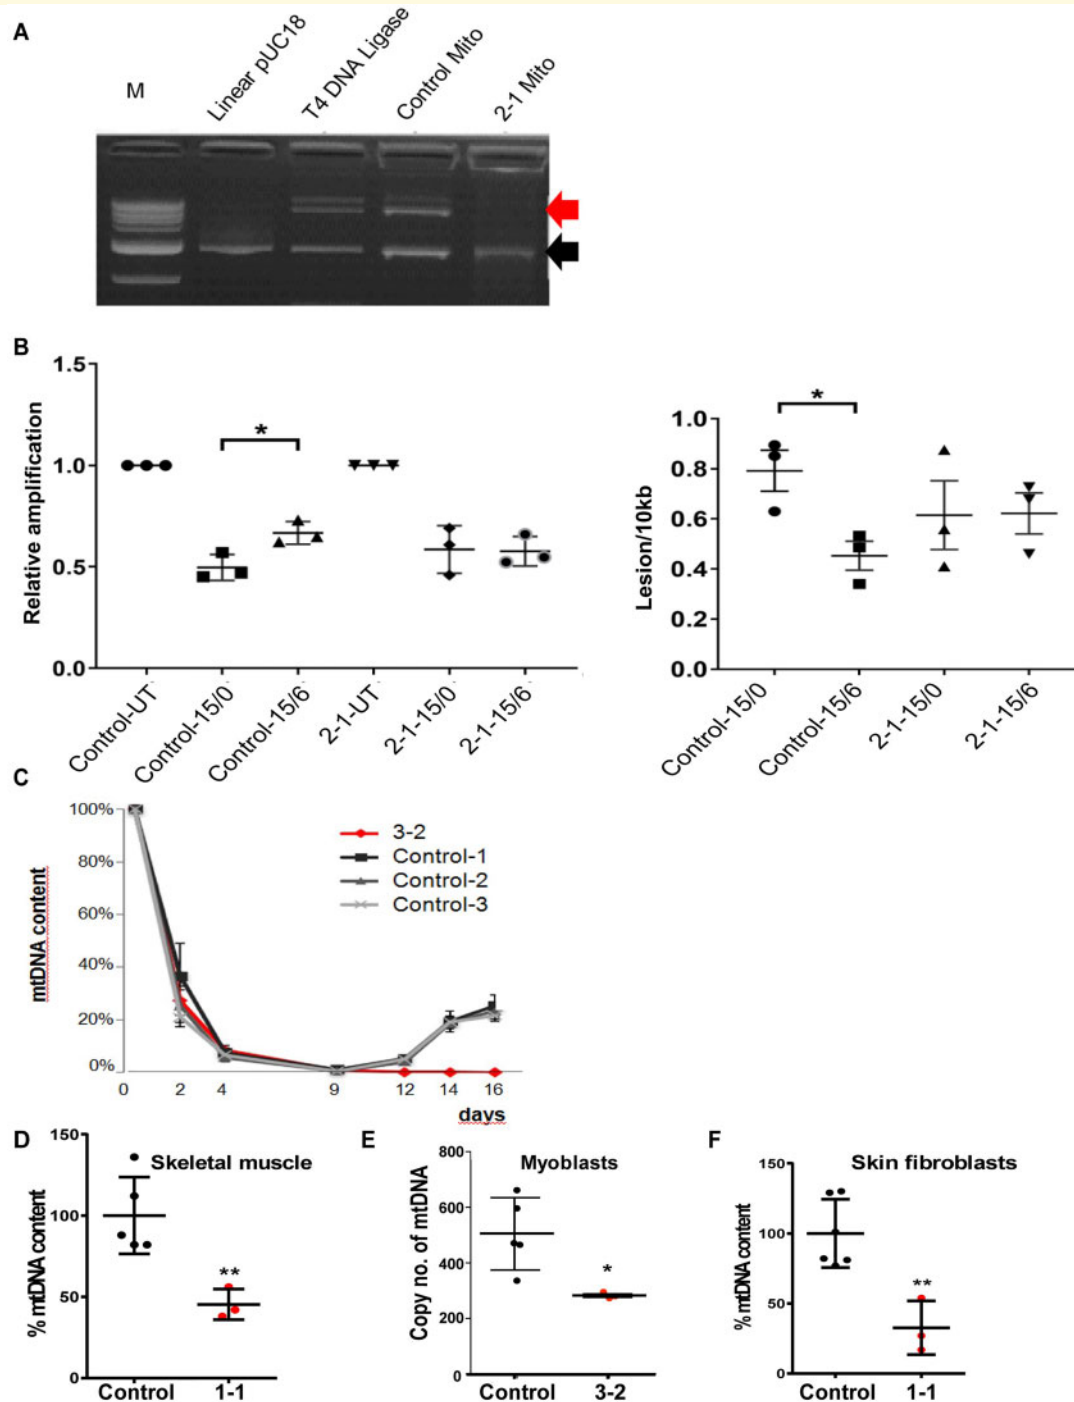 A
M
Linear pUC18
T4 DNA Ligase
Control Mito
2-1 Mito
B
Relative amplification
1.5
1.0
0.5
0.0
*
Control-UT
Control-15/0
Control-15/6
2-1-UT
2-1-15/0
2-1-15/6
Lesion/10kb
1.0
0.8
0.6
0.4
0.2
0.0
*
Control-15/0
Control-15/6
2-1-15/0
2-1-15/6
C
mtDNA content
100%
80%
60%
40%
20%
0%
3-2
Control-1
Control-2
Control-3
0 2 4 9 12 14 16
days
D
Skeletal muscle
% mtDNA content
150
100
50
0
**
Control 1-1
E
Myoblasts
Copy no. of mtDNA
800
600
400
200
0
*
Control 3-2
F
Skin fibroblasts
% mtDNA content
150
100
50
0
**
Control 1-1